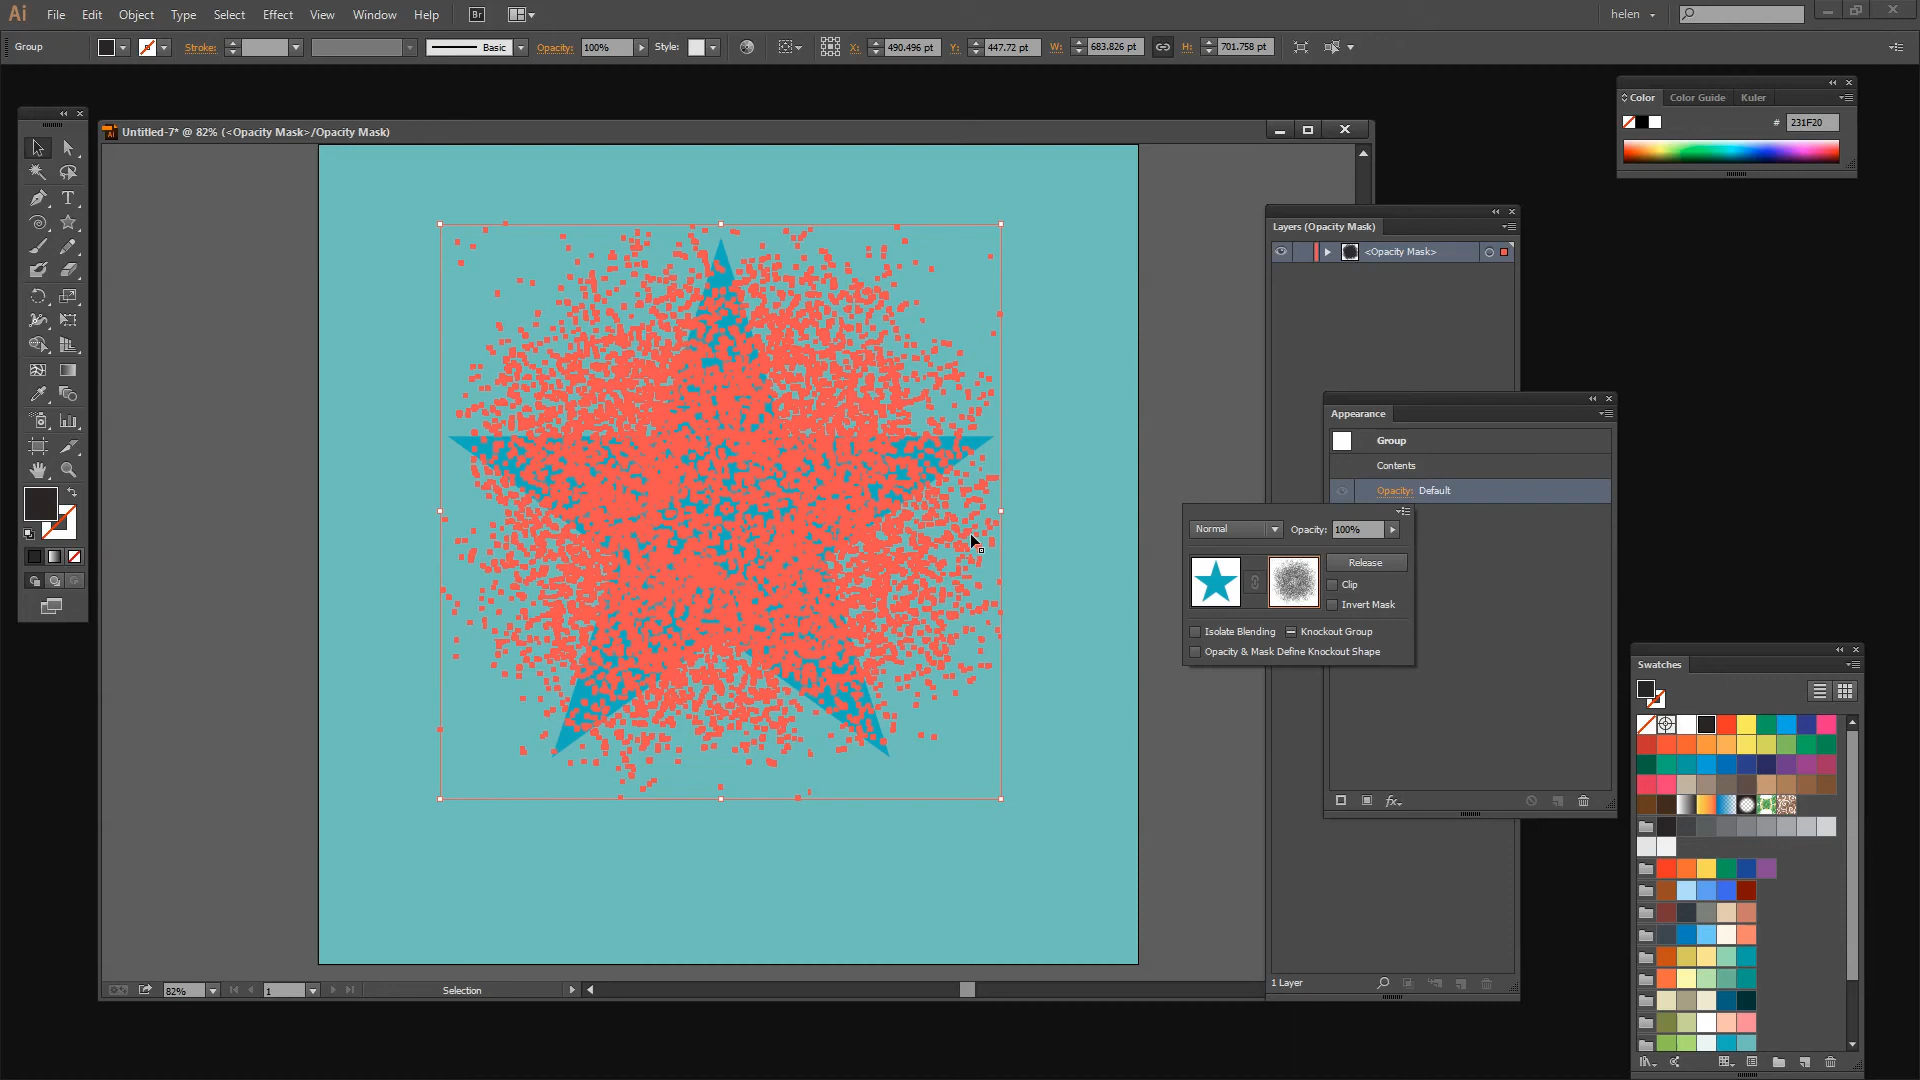 Ai File Edit Object Type Select Effect View Window Help Br helen
Group Stroke: Basic Opacity: 100% Style: X: 490.496 pt Y: 447.72 pt W: 683.826 pt H: 701.758 pt
Color Color Guide Kuler
# 231F20
Untitled-7* @ 82% (<Opacity Mask>/Opacity Mask)
Layers (Opacity Mask)
<Opacity Mask>
Appearance
Group
Contents
Opacity: Default
Normal Opacity: 100%
Release
Clip
Invert Mask
Isolate Blending Knockout Group
Opacity & Mask Define Knockout Shape
Swatches
fx
1 Layer
82% 1 Selection